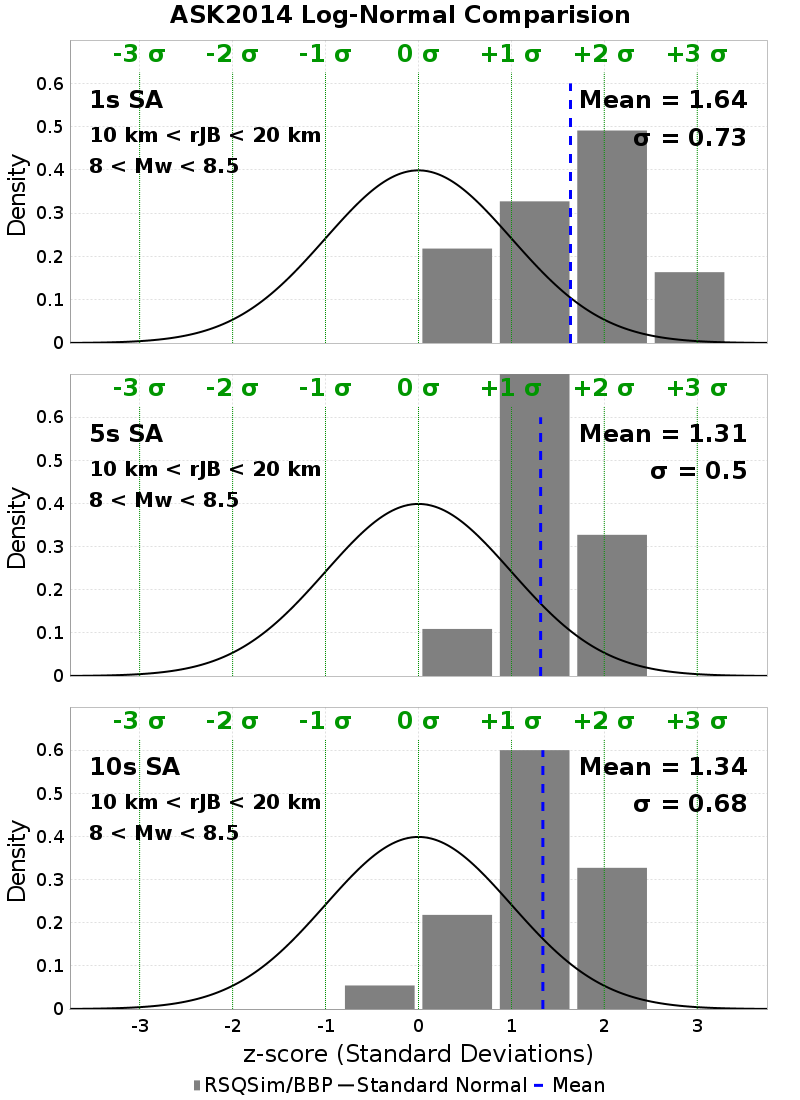 ASK2014 Log-Normal Comparision
-3 σ -2 σ -1 σ 0 σ +1 σ +2 σ +3 σ
1s SA
10 km < rJB < 20 km
8 < Mw < 8.5
Mean = 1.64
σ = 0.73
Density
0.6
0.5
0.4
0.3
0.2
0.1
0
-3 σ -2 σ -1 σ 0 σ +1 σ +2 σ +3 σ
5s SA
10 km < rJB < 20 km
8 < Mw < 8.5
Mean = 1.31
σ = 0.5
Density
0.6
0.5
0.4
0.3
0.2
0.1
0
-3 σ -2 σ -1 σ 0 σ +1 σ +2 σ +3 σ
10s SA
10 km < rJB < 20 km
8 < Mw < 8.5
Mean = 1.34
σ = 0.68
Density
0.6
0.5
0.4
0.3
0.2
0.1
0
-3 -2 -1 0 1 2 3
z-score (Standard Deviations)
RSQSim/BBP Standard Normal Mean